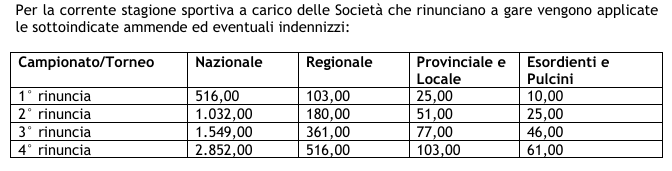 Per la corrente stagione sportiva a carico delle Società che rinunciano a gare vengono applicate
le sottoindicate ammende ed eventuali indennizzi:
Campionato/Torneo Nazionale Regionale Provinciale e Locale Esordienti e Pulcini
1° rinuncia 516,00 103,00 25,00 10,00
2° rinuncia 1.032,00 180,00 51,00 25,00
3° rinuncia 1.549,00 361,00 77,00 46,00
4° rinuncia 2.852,00 516,00 103,00 61,00